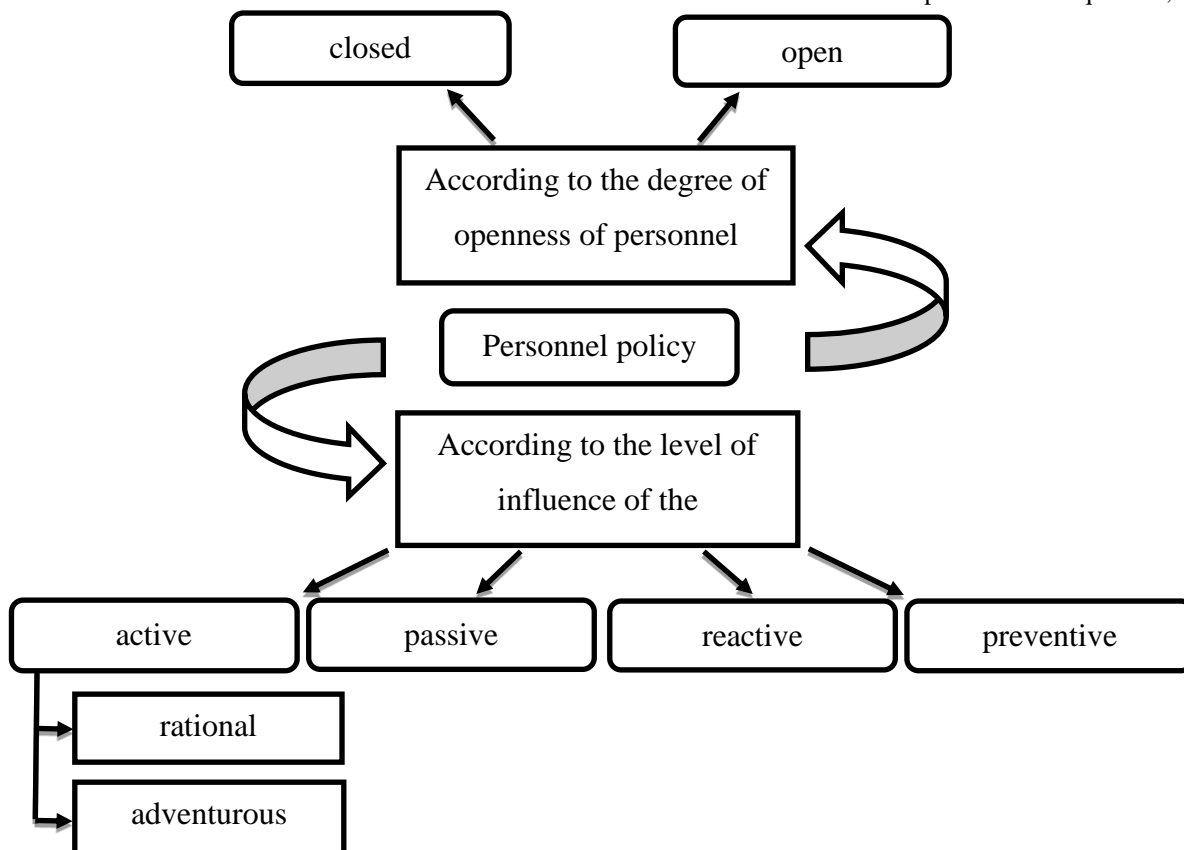 closed
open
According to the degree of
openness of personnel
Personnel policy
According to the level of
influence of the
active
passive
reactive
preventive
rational
adventurous